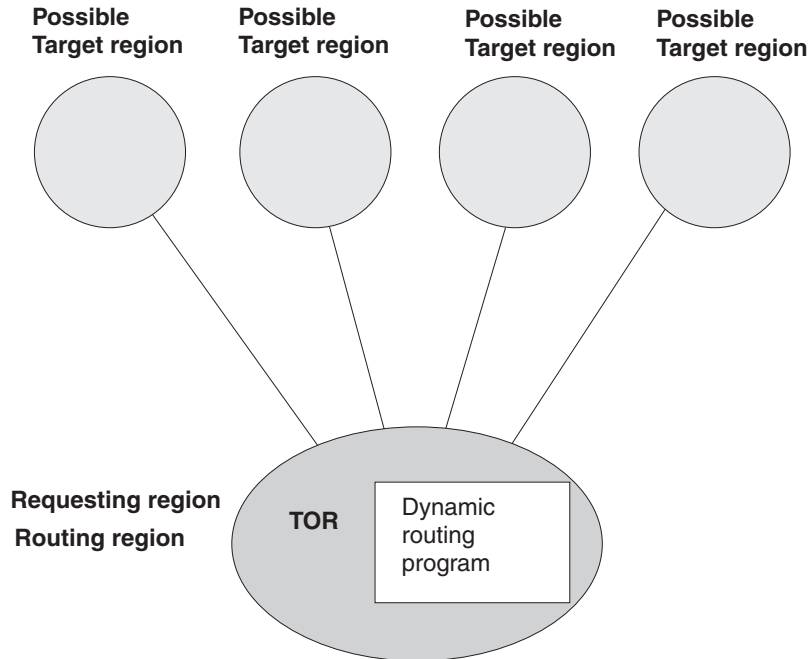 Possible
Target region
Possible
Target region
Possible
Target region
Possible
Target region
Requesting region
Routing region
TOR
Dynamic
routing
program